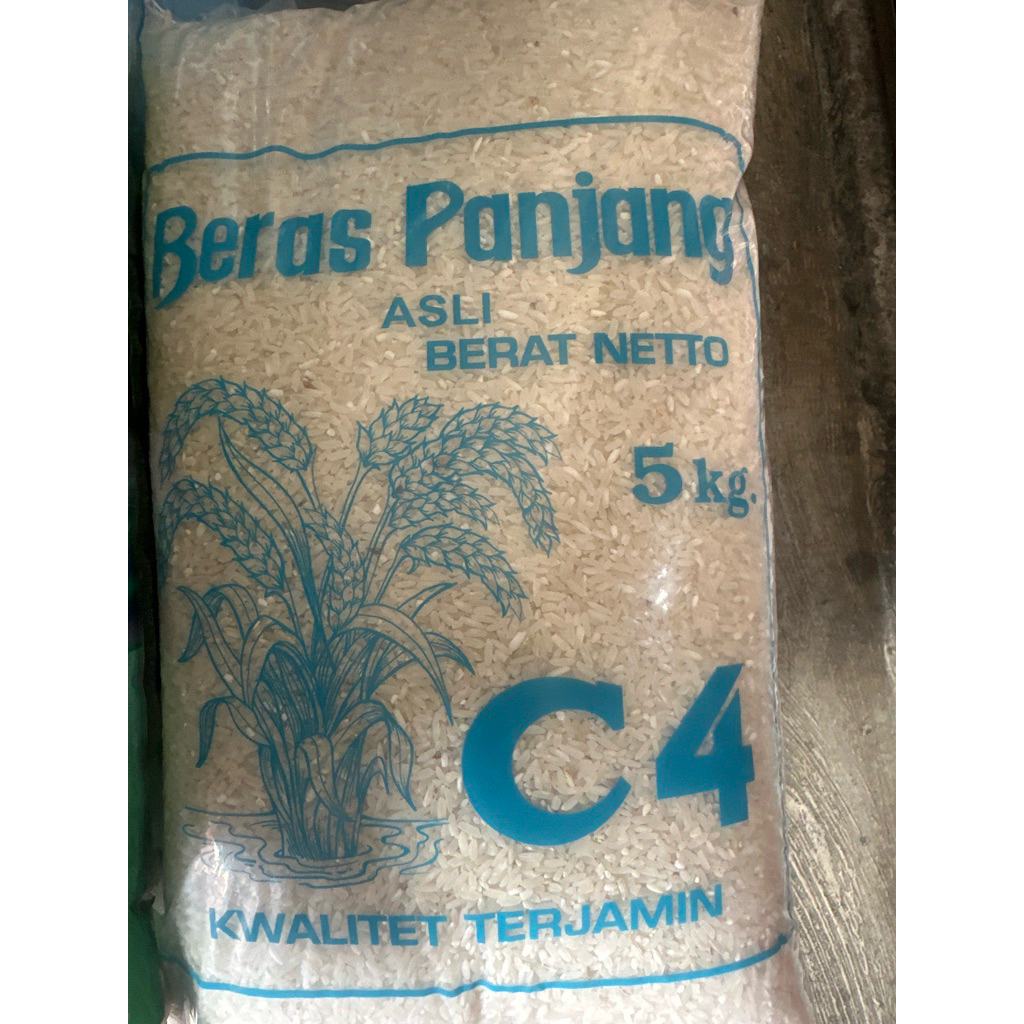 Beras Panjang
ASLI
BERAT NETTO
5 kg.
C4
KWALITET TERJAMIN